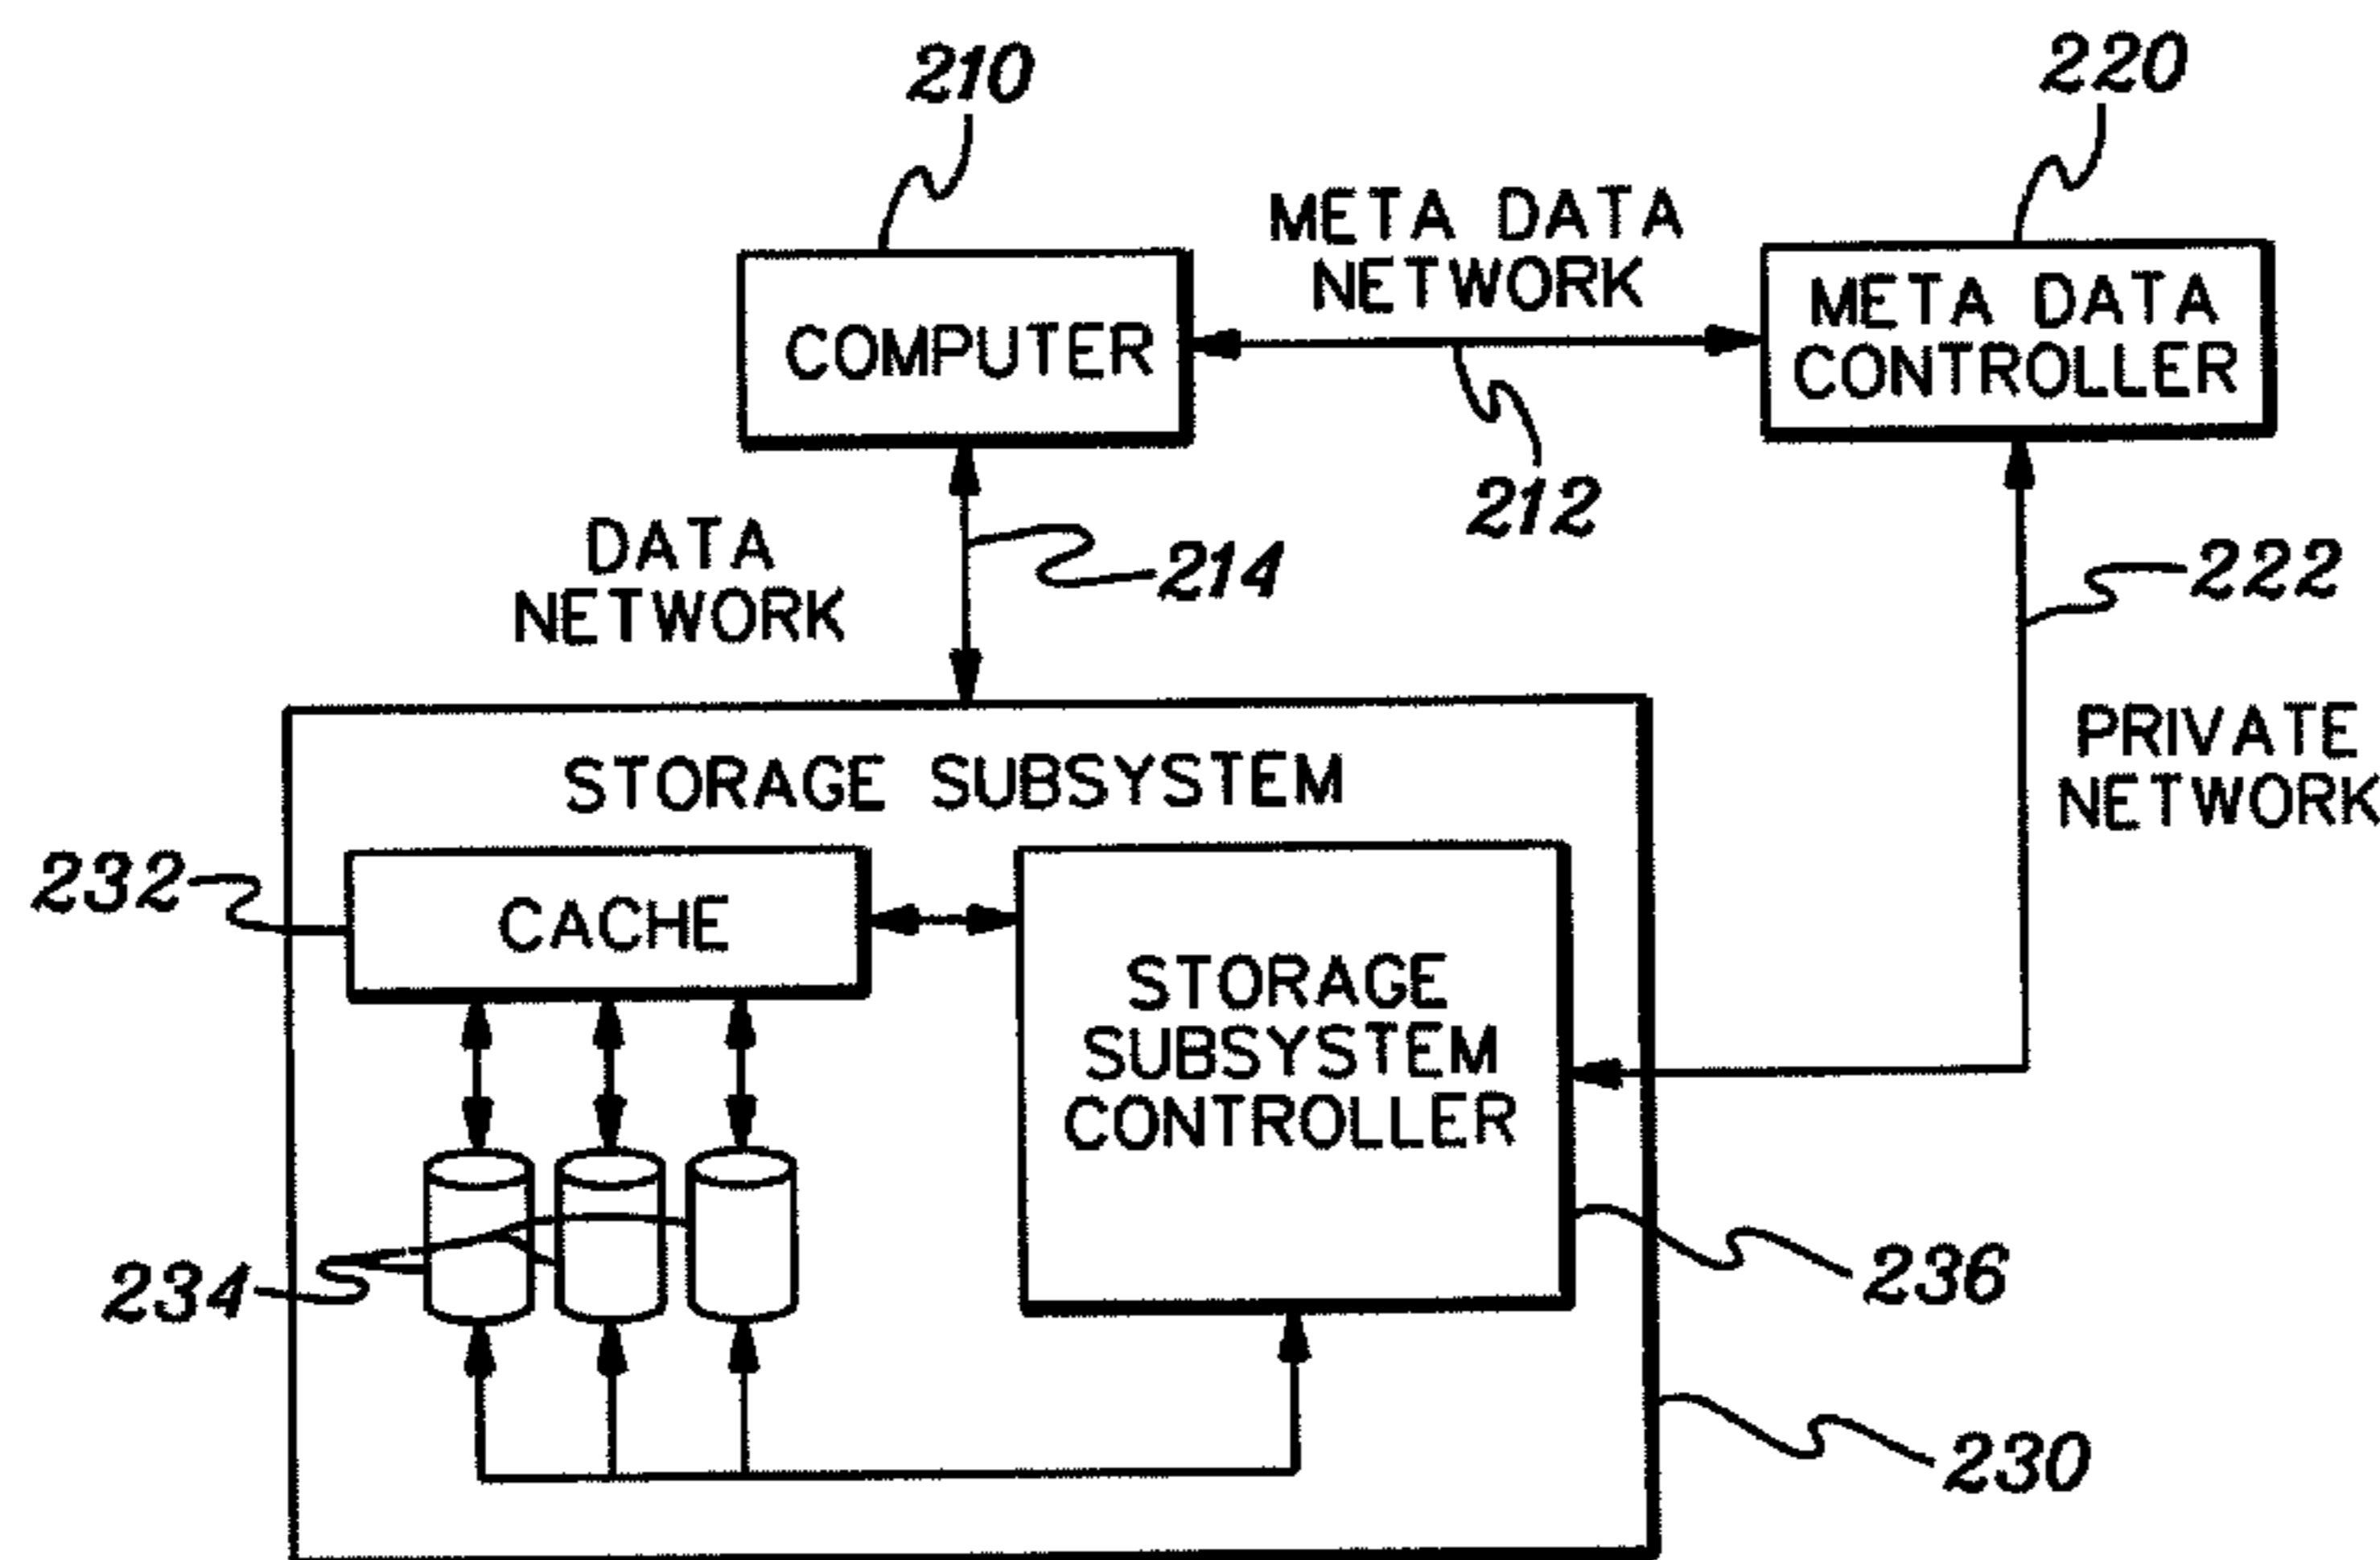 210
220
META DATA
NETWORK
COMPUTER
META DATA
CONTROLLER
212
DATA
NETWORK
214
222
PRIVATE
NETWORK
STORAGE SUBSYSTEM
232
CACHE
STORAGE
SUBSYSTEM
CONTROLLER
234
236
230